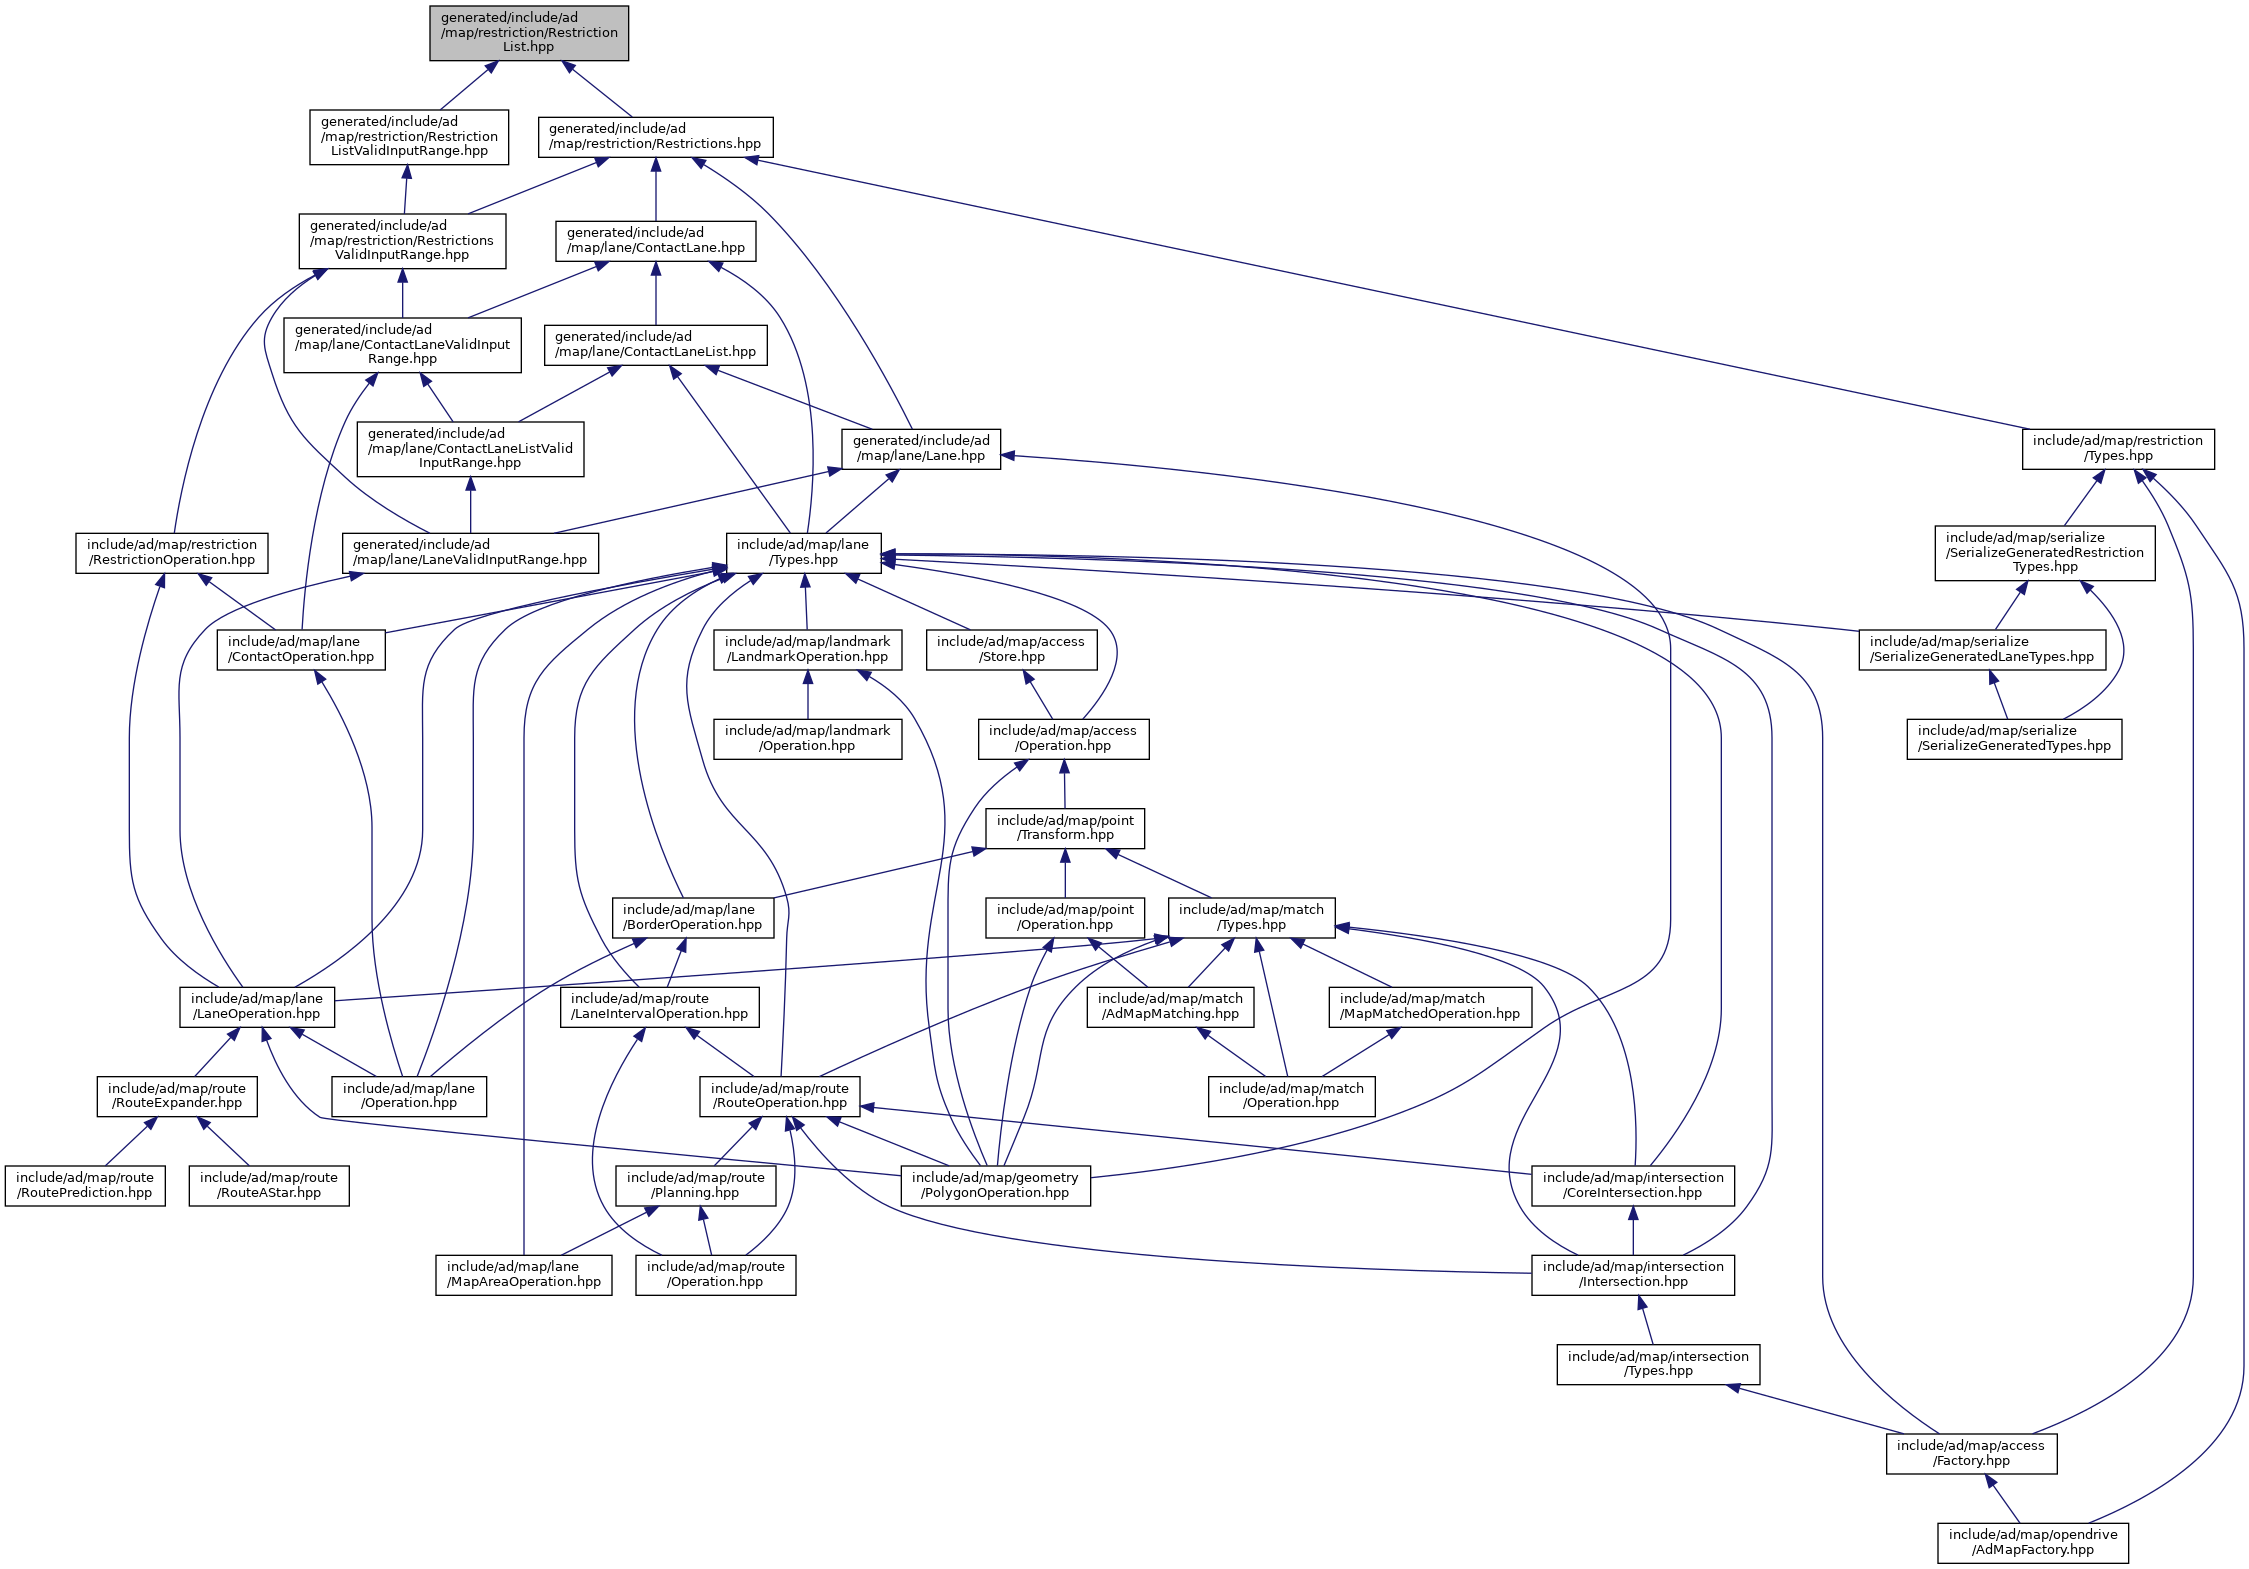 generated/include/ad
/map/restriction/Restriction
List.hpp
generated/include/ad
/map/restriction/Restriction
ListValidInputRange.hpp
generated/include/ad
/map/restriction/Restrictions.hpp
generated/include/ad
/map/restriction/Restrictions
ValidInputRange.hpp
generated/include/ad
/map/lane/ContactLane.hpp
generated/include/ad
/map/lane/ContactLaneValidInput
Range.hpp
generated/include/ad
/map/lane/ContactLaneList.hpp
generated/include/ad
/map/lane/ContactLaneListValid
InputRange.hpp
generated/include/ad
/map/lane/Lane.hpp
include/ad/map/restriction
/Types.hpp
include/ad/map/restriction
/RestrictionOperation.hpp
generated/include/ad
/map/lane/LaneValidInputRange.hpp
include/ad/map/lane
/Types.hpp
include/ad/map/serialize
/SerializeGeneratedRestriction
Types.hpp
include/ad/map/lane
/ContactOperation.hpp
include/ad/map/landmark
/LandmarkOperation.hpp
include/ad/map/access
/Store.hpp
include/ad/map/serialize
/SerializeGeneratedLaneTypes.hpp
include/ad/map/landmark
/Operation.hpp
include/ad/map/access
/Operation.hpp
include/ad/map/serialize
/SerializeGeneratedTypes.hpp
include/ad/map/point
/Transform.hpp
include/ad/map/lane
/BorderOperation.hpp
include/ad/map/point
/Operation.hpp
include/ad/map/match
/Types.hpp
include/ad/map/lane
/LaneOperation.hpp
include/ad/map/route
/LaneIntervalOperation.hpp
include/ad/map/match
/AdMapMatching.hpp
include/ad/map/match
/MapMatchedOperation.hpp
include/ad/map/route
/RouteExpander.hpp
include/ad/map/lane
/Operation.hpp
include/ad/map/route
/RouteOperation.hpp
include/ad/map/match
/Operation.hpp
include/ad/map/route
/RoutePrediction.hpp
include/ad/map/route
/RouteAStar.hpp
include/ad/map/route
/Planning.hpp
include/ad/map/geometry
/PolygonOperation.hpp
include/ad/map/intersection
/CoreIntersection.hpp
include/ad/map/lane
/MapAreaOperation.hpp
include/ad/map/route
/Operation.hpp
include/ad/map/intersection
/Intersection.hpp
include/ad/map/intersection
/Types.hpp
include/ad/map/access
/Factory.hpp
include/ad/map/opendrive
/AdMapFactory.hpp